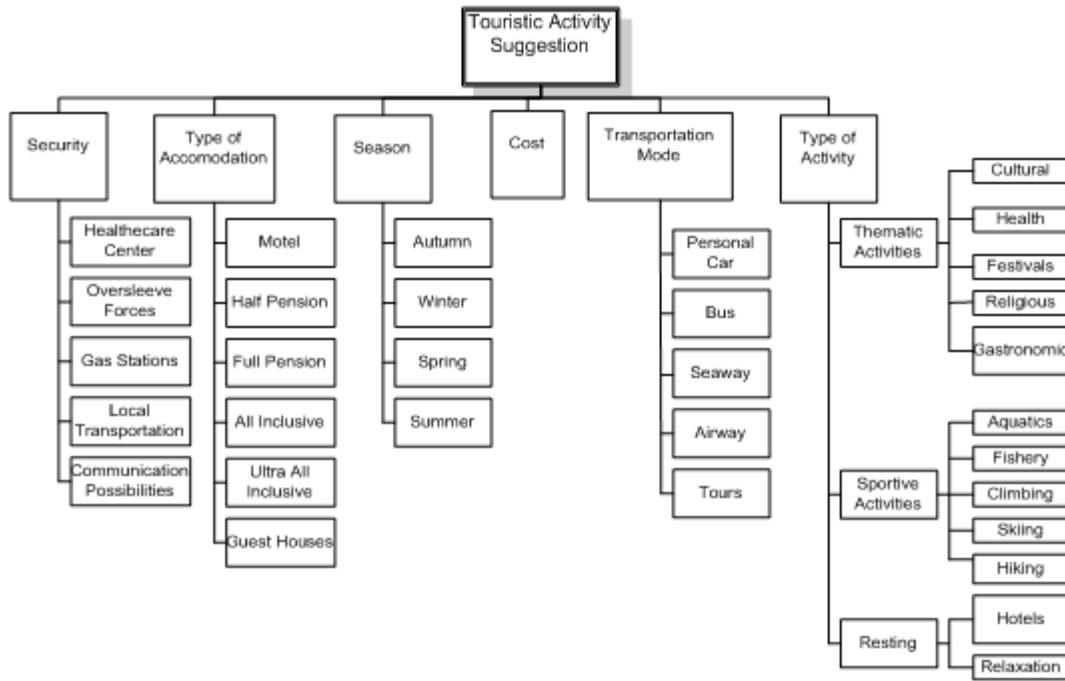 Touristic Activity
Suggestion
Security
Type of
Accomodation
Season
Cost
Transportation
Mode
Type of
Activity
Healthecare
Center
Oversleeve
Forces
Gas Stations
Local
Transportation
Communication
Possibilities
Motel
Half Pension
Full Pension
All Inclusive
Ultra All
Inclusive
Guest Houses
Autumn
Winter
Spring
Summer
Personal
Car
Bus
Seaway
Airway
Tours
Thematic
Activities
Cultural
Health
Festivals
Religious
Gastronomic
Sportive
Activities
Aquatics
Fishery
Climbing
Skiing
Hiking
Resting
Hotels
Relaxation